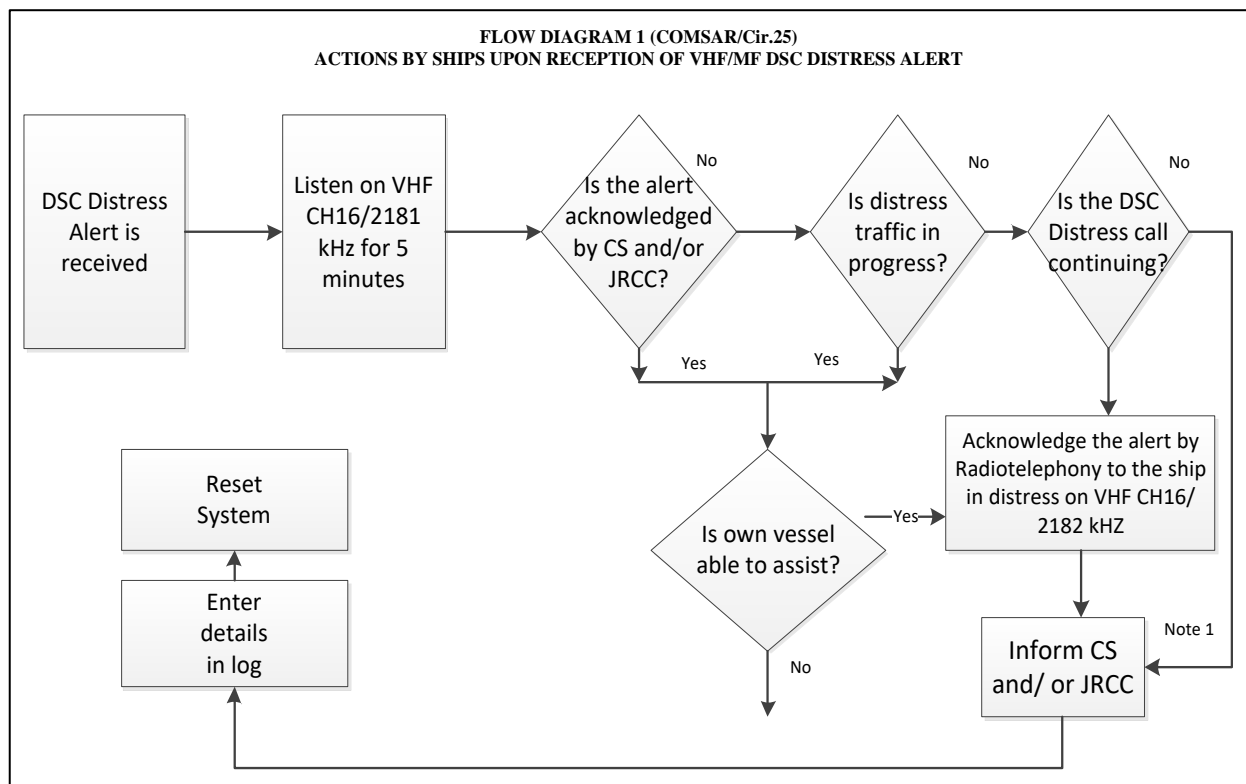 FLOW DIAGRAM 1 (COMSAR/Cir.25)
ACTIONS BY SHIPS UPON RECEPTION OF VHF/MF DSC DISTRESS ALERT
DSC Distress
Alert is
received
Listen on VHF
CH16/2181
kHz for 5
minutes
Is the alert
acknowledged
by CS and/or
JRCC?
No
Is distress
traffic in
progress?
No
Is the DSC
Distress call
continuing?
No
Yes
Yes
Is own vessel
able to assist?
Yes
No
Acknowledge the alert by
Radiotelephony to the ship
in distress on VHF CH16/
2182 kHZ
Note 1
Inform CS
and/ or JRCC
Enter
details
in log
Reset
System